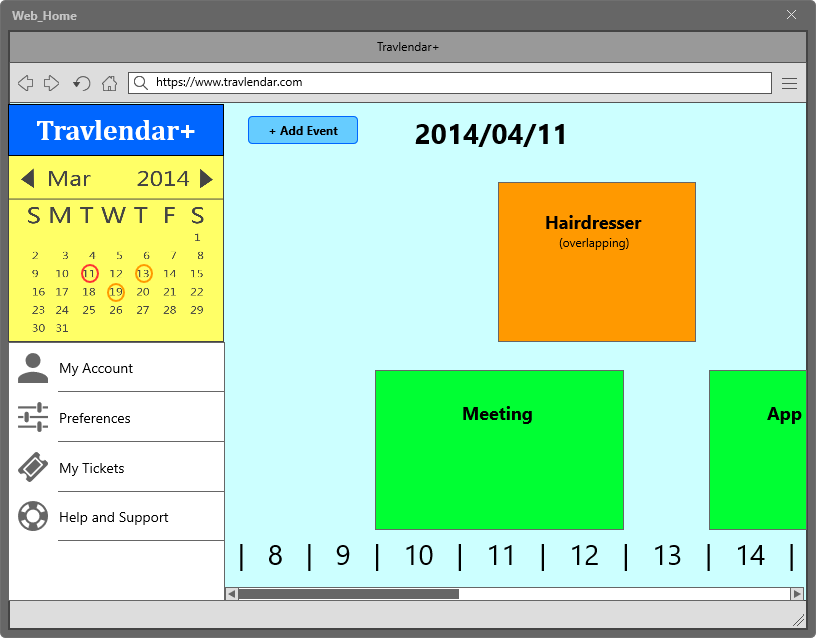 Web_Home
Travlendar+
https://www.travlendar.com
Travlendar+
Mar 2014
S M T W T F S
1
2 3 4 5 6 7 8
9 10 11 12 13 14 15
16 17 18 19 20 21 22
23 24 25 26 27 28 29
30 31
My Account
Preferences
My Tickets
Help and Support
+ Add Event
2014/04/11
Hairdresser
(overlapping)
Meeting
App
| 8 | 9 | 10 | 11 | 12 | 13 | 14 |